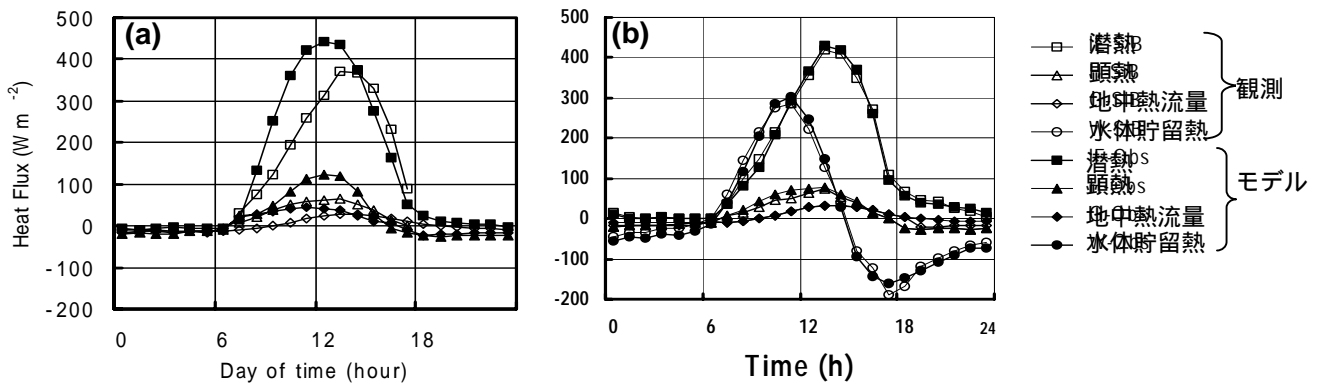 (a)
500
400
300
200
100
0
-100
-200
Heat Flux (W m -2)
0 6 12 18
Day of time (hour)
(b)
500
400
300
200
100
0
-100
-200
0 6 12 18 24
Time (h)
潜熱
顕熱
地中熱流量
水体貯留熱
観測
潜熱
顕熱
地中熱流量
水体貯留熱
モデル